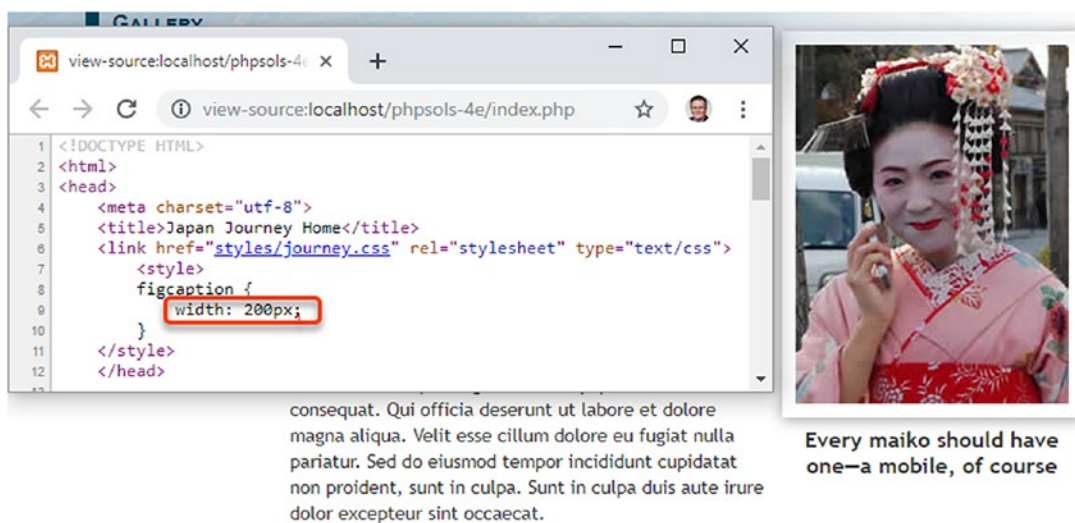 GALLERY
view-source:localhost/phpsols-4e
view-source:localhost/phpsols-4e/index.php
1 <!DOCTYPE HTML>
2 <html>
3 <head>
4 <meta charset="utf-8">
5 <title>Japan Journey Home</title>
6 <link href="styles/journey.css" rel="stylesheet" type="text/css">
7 <style>
8 figcaption {
9 width: 200px;
10 }
11 </style>
12 </head>
consequat. Qui officia deserunt ut labore et dolore
magna aliqua. Velit esse cillum dolore eu fugiat nulla
pariatur. Sed do eiusmod tempor incididunt cupidatat
non proident, sunt in culpa. Sunt in culpa duis aute irure
dolor excepteur sint occaecat.
Every maiko should have
one—a mobile, of course